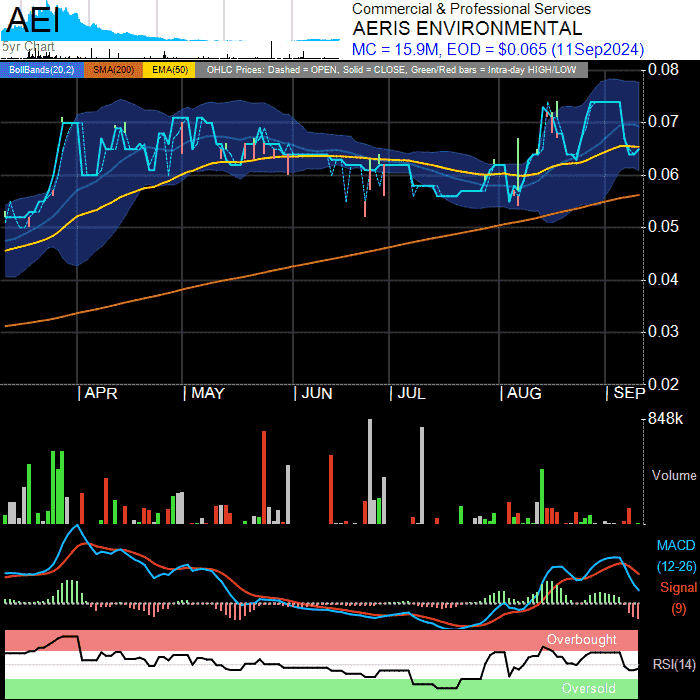 AEI
5yr Chart
Commercial & Professional Services
AERIS ENVIRONMENTAL
MC = 15.9M, EOD = $0.065 (11Sep2024)
BollBands(20,2) SMA(200) EMA(50) OHLC Prices: Dashed = OPEN, Solid = CLOSE, Green/Red bars = Intra-day HIGH/LOW
0.08
0.07
0.06
0.05
0.04
0.03
0.02
APR MAY JUN JUL AUG SEP
848k
Volume
MACD
(12-26)
Signal
(9)
Overbought
RSI(14)
Oversold